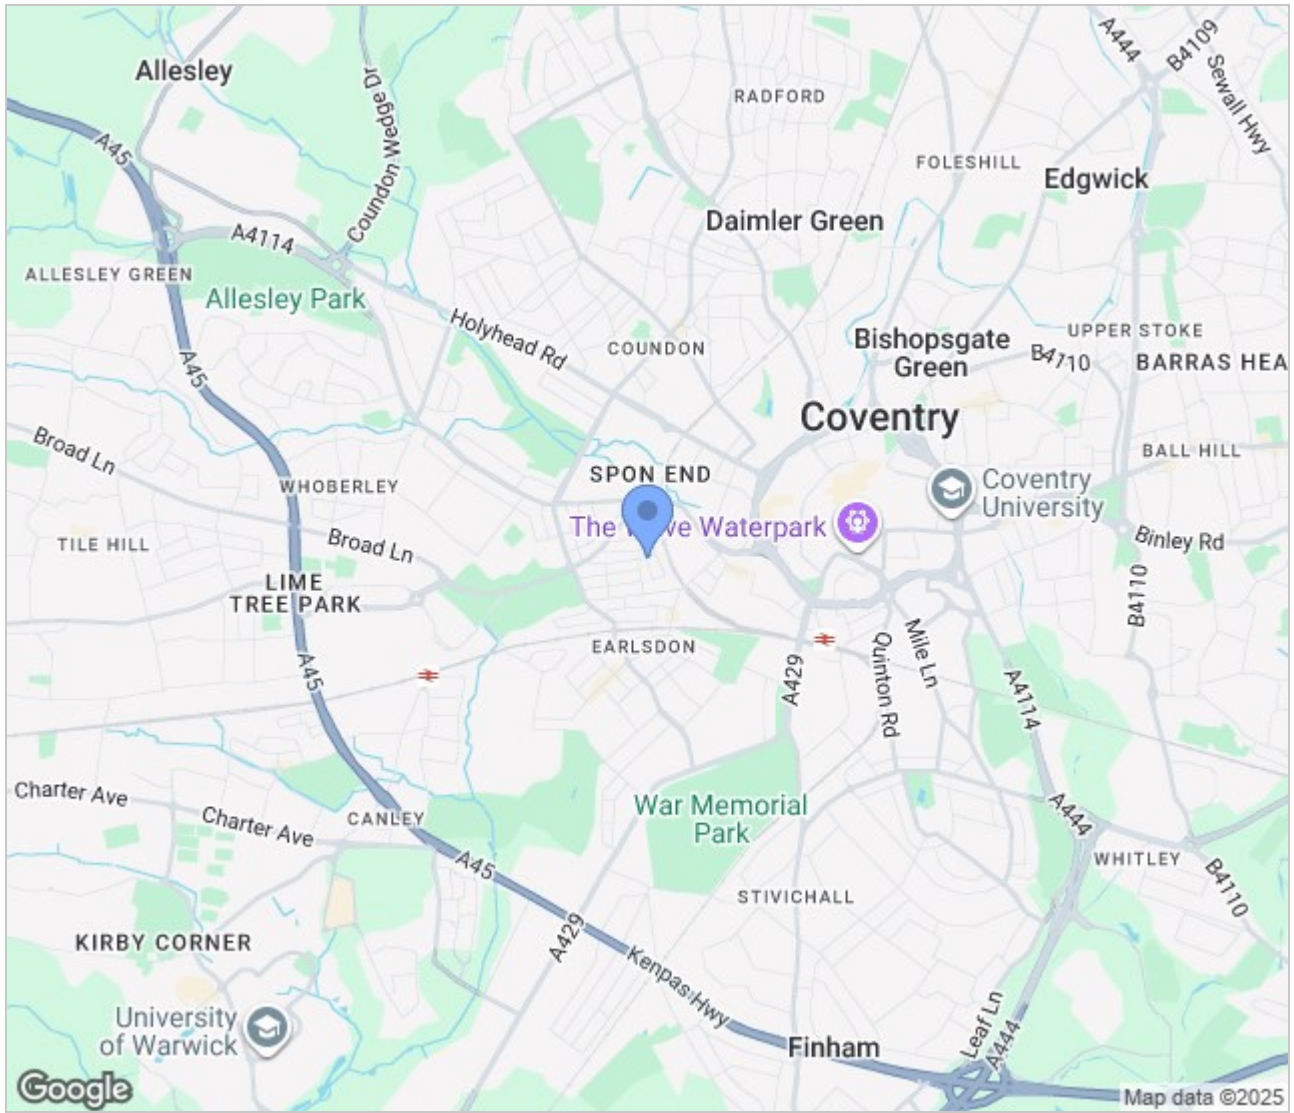 A444
B4109
Sewall Hwy
Allesley
RADFORD
Coundon Wedge Dr
A45
FOLESHILL
Edgwick
Daimler Green
A4114
ALLESLEY GREEN
Allesley Park
Holyhead Rd
COUNDON
Bishopsgate
Green
UPPER STOKE
B4110
BARRAS HEA
A45
Coventry
Broad Ln
BALL HILL
SPON END
WHOBERLEY
Coventry
University
The
Waterpark
Binley Rd
TILE HILL
Broad Ln
LIME
TREE PARK
B4110
EARLSDON
Mile Ln
Quinton Rd
A429
A45
A4114
Charter Ave
Charter Ave
CANLEY
War Memorial
Park
A444
WHITLEY
B4110
A45
STIVICHALL
KIRBY CORNER
A429
Kenpas Hwy
University
of Warwick
Finham
Leaf Ln
A444
Google
Map data ©2025